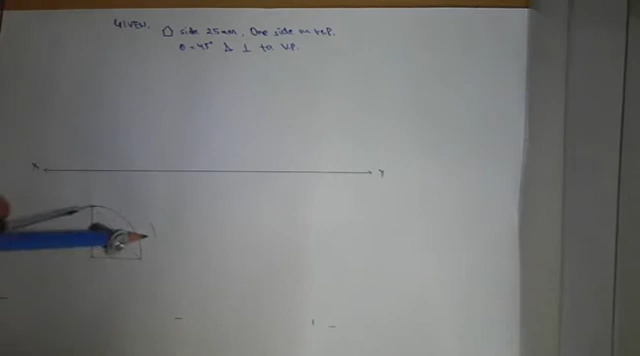 GIVEN. ⬠ side 25mm, One side on H.P.
θ = 45° & ⊥ to V.P.
X Y